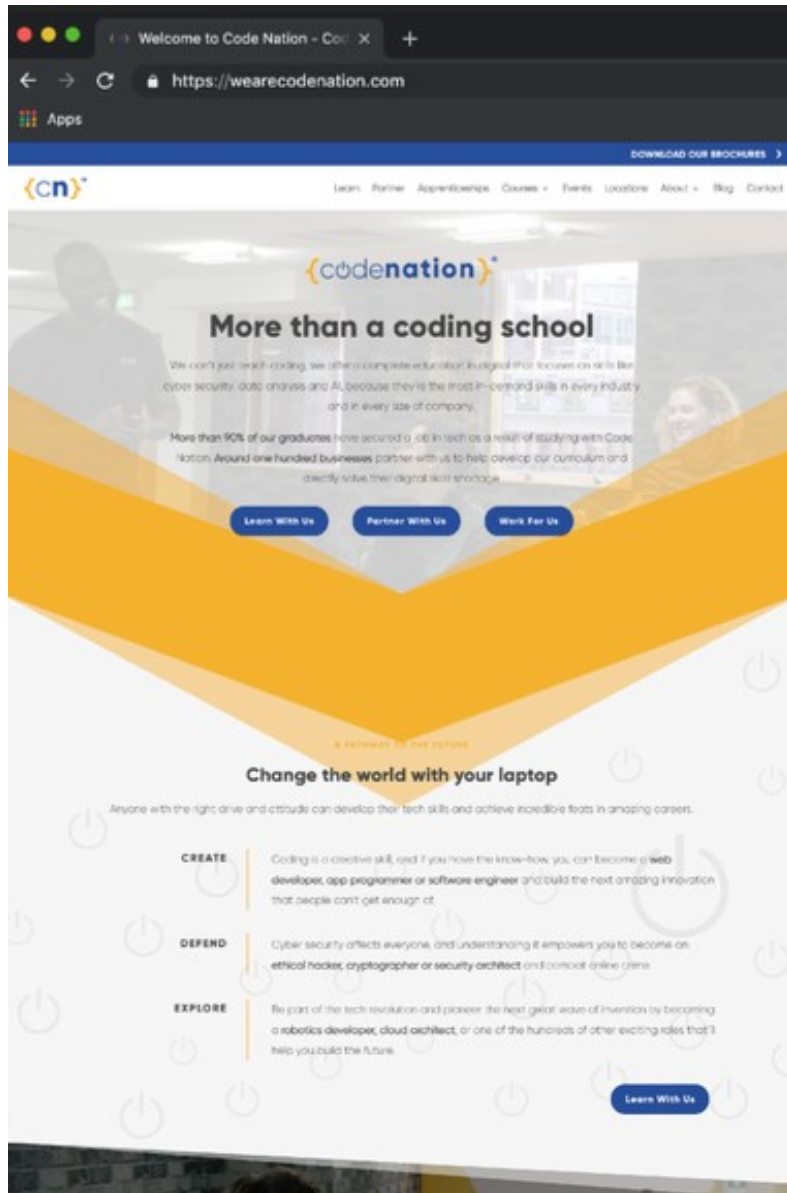 Welcome to Code Nation - Co
https://wearecodenation.com
Apps
DOWNLOAD OUR BROCHURES
{cn}
Learn Partner Apprenticeships Courses Events Locations About Blog Contact
{codenation}
More than a coding school
We don't just teach coding, we offer a complete education in digital that focuses on skills like
cyber security, data analysis and AI, because they're the most in-demand skills in every industry
and in every size of company.
More than 90% of our graduates have secured a job in tech as a result of studying with Code
Nation. Around one hundred businesses partner with us to help develop our curriculum and
directly solve their digital skills shortage.
Learn With Us Partner With Us Work For Us
A PATHWAY TO THE FUTURE
Change the world with your laptop
Anyone with the right drive and attitude can develop their tech skills and achieve incredible feats in amazing careers.
CREATE
Coding is a creative skill, and if you have the know-how, you can become a web
developer, app programmer or software engineer and build the next amazing innovation
that people can't get enough of.
DEFEND
Cyber security affects everyone, and understanding it empowers you to become an
ethical hacker, cryptographer or security architect and combat online crime.
EXPLORE
Be part of the tech revolution and pioneer the next great wave of invention by becoming
a robotics developer, cloud architect, or one of the hundreds of other exciting roles that'll
help you build the future.
Learn With Us